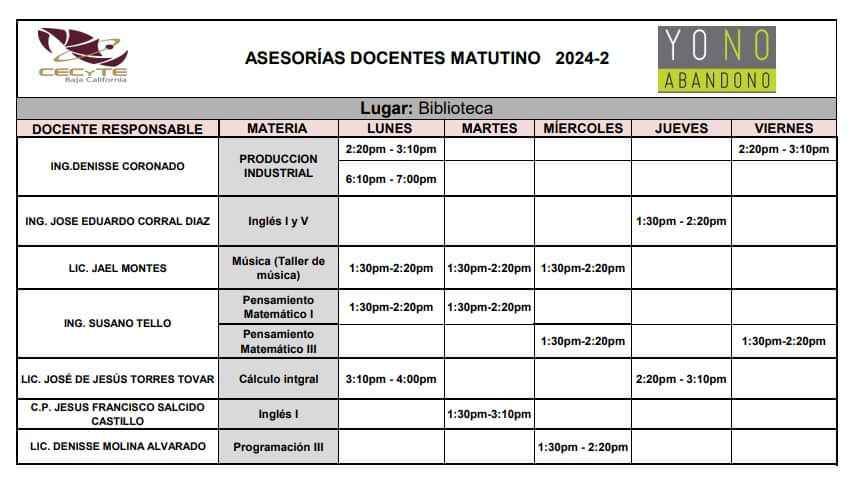 CECyTE
Baja California
ASESORÍAS DOCENTES MATUTINO 2024-2
YO NO
ABANDONO
Lugar: Biblioteca
DOCENTE RESPONSABLE MATERIA LUNES MARTES MÍERCOLES JUEVES VIERNES
ING.DENISSE CORONADO
PRODUCCION
INDUSTRIAL
2:20pm - 3:10pm 2:20pm - 3:10pm
6:10pm - 7:00pm
ING. JOSE EDUARDO CORRAL DIAZ Inglés I y V 1:30pm - 2:20pm
LIC. JAEL MONTES
Música (Taller de
música)
1:30pm-2:20pm 1:30pm-2:20pm 1:30pm-2:20pm
ING. SUSANO TELLO
Pensamiento
Matemático I
1:30pm-2:20pm 1:30pm-2:20pm
Pensamiento
Matemático III
1:30pm-2:20pm 1:30pm-2:20pm
LIC. JOSÉ DE JESÚS TORRES TOVAR Cálculo intgral 3:10pm - 4:00pm 2:20pm - 3:10pm
C.P. JESUS FRANCISCO SALCIDO
CASTILLO
Inglés I 1:30pm-3:10pm
LIC. DENISSE MOLINA ALVARADO Programación III 1:30pm - 2:20pm